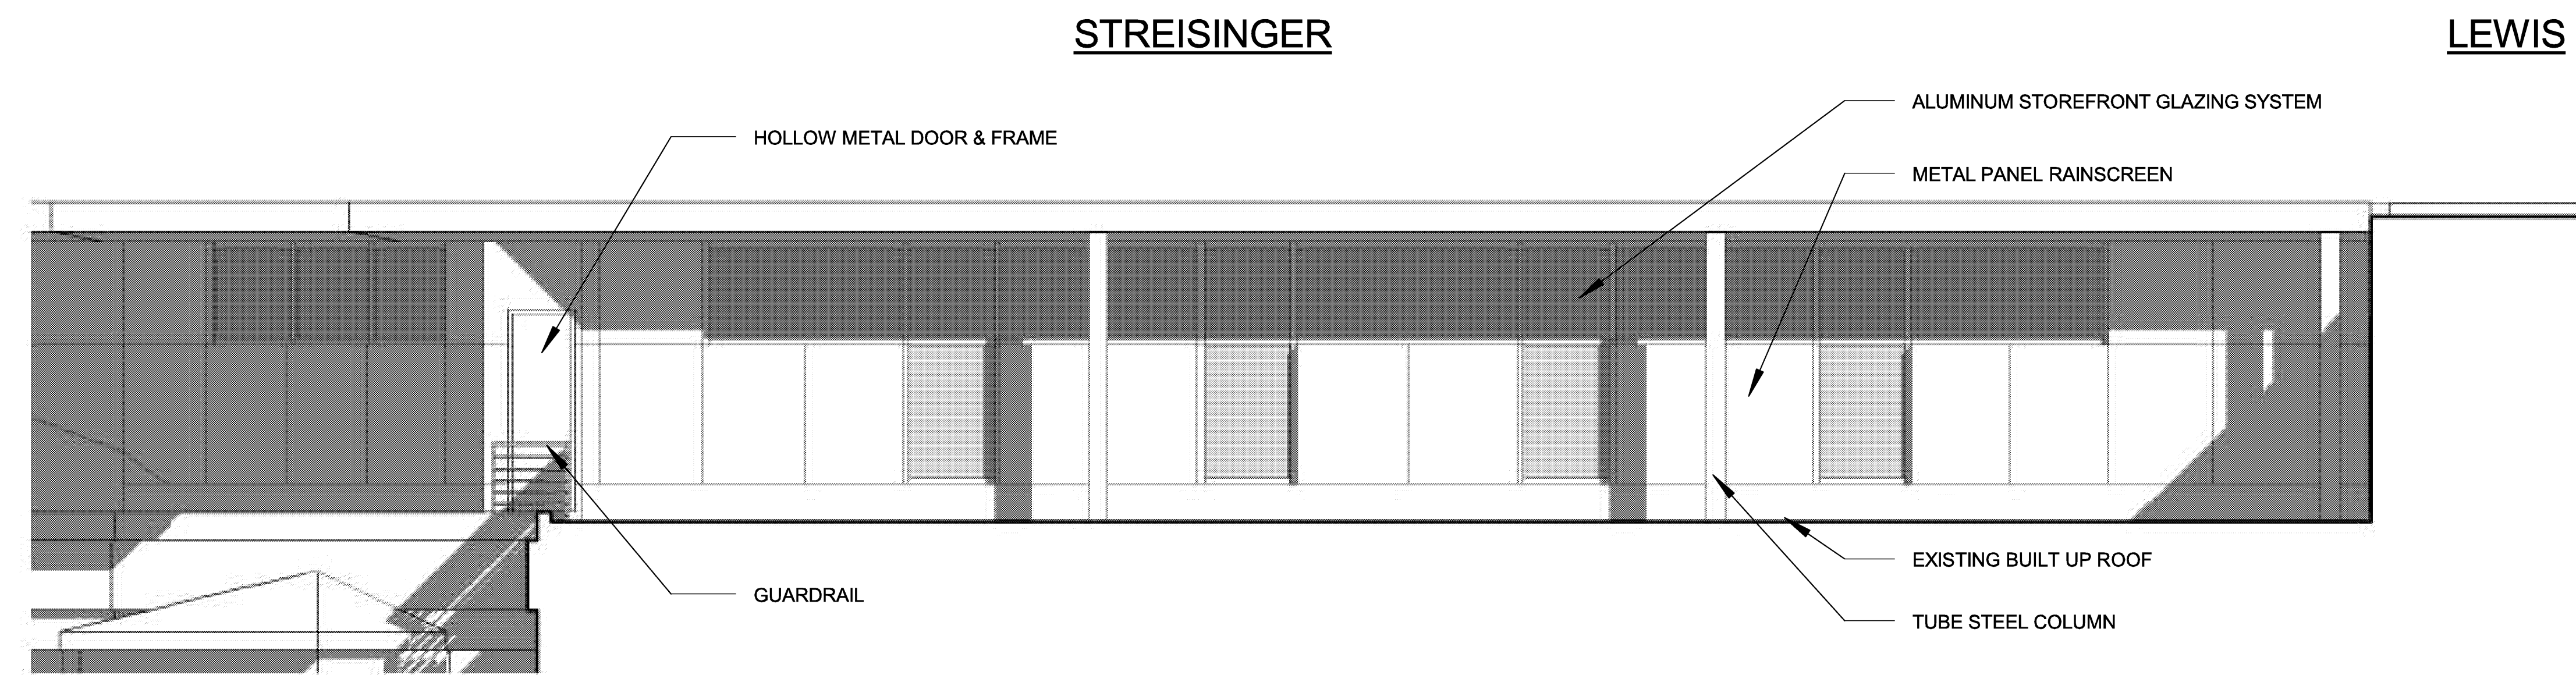 STREISINGER
LEWIS
ALUMINUM STOREFRONT GLAZING SYSTEM
HOLLOW METAL DOOR & FRAME
METAL PANEL RAINSCREEN
EXISTING BUILT UP ROOF
GUARDRAIL
TUBE STEEL COLUMN